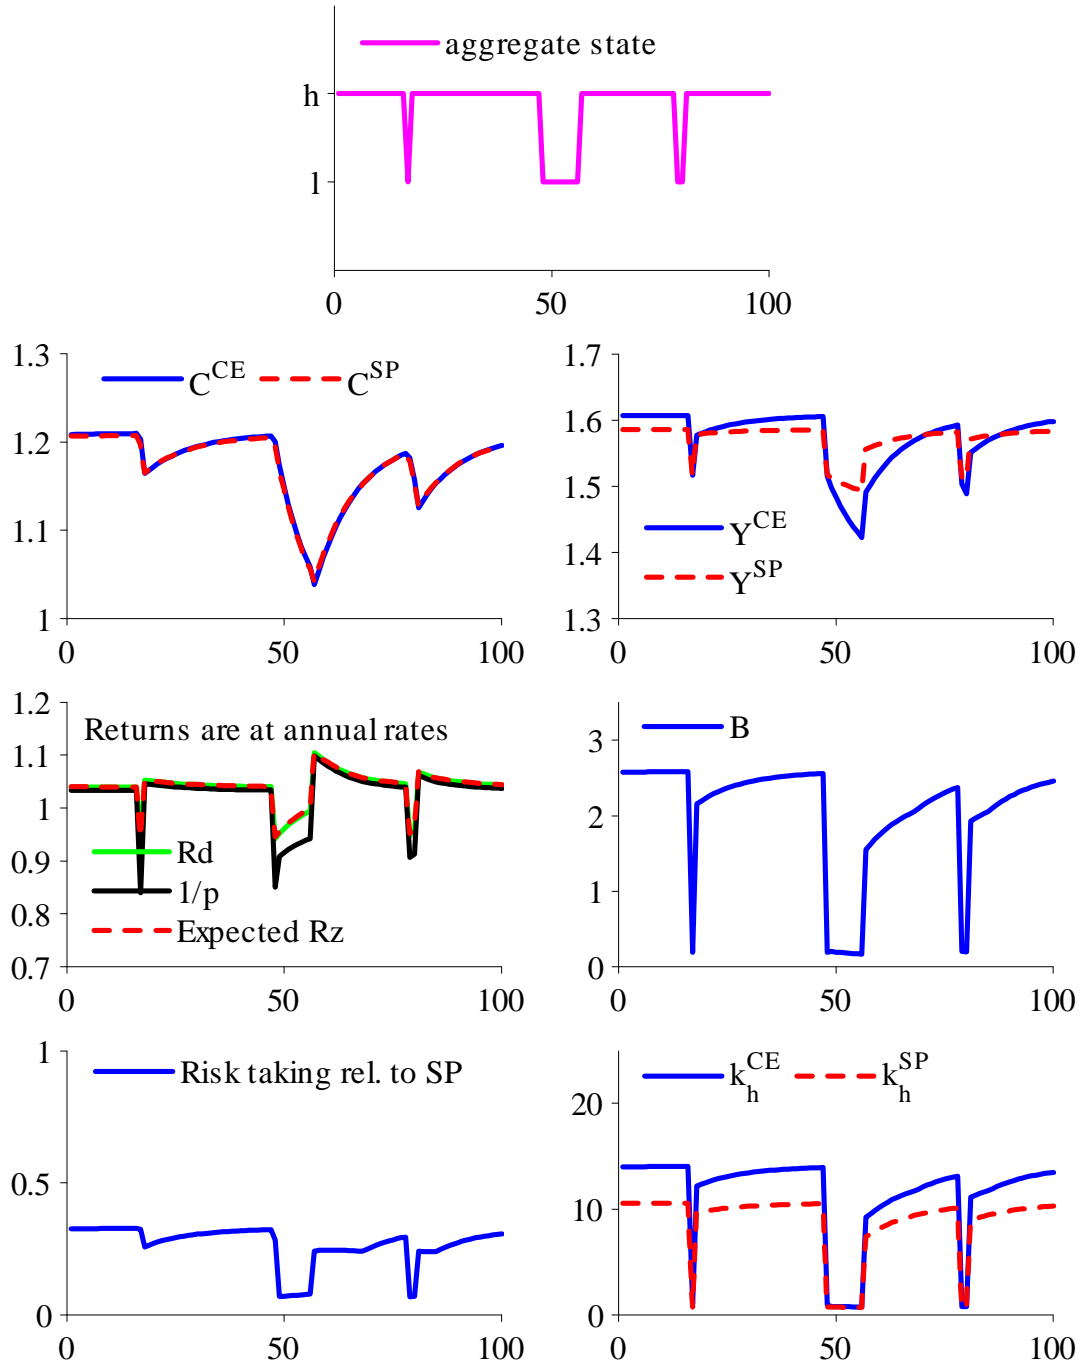 aggregate state
h
l
0 50 100
1.3
1.2
1.1
1
C^CE C^SP
0 50 100
1.7
1.6
1.5
1.4
1.3
Y^CE
Y^SP
0 50 100
1.2
1.1
1
0.9
0.8
0.7
Returns are at annual rates
Rd
1/p
Expected Rz
0 50 100
3
2
1
0
B
0 50 100
1
0.5
0
Risk taking rel. to SP
0 50 100
20
10
0
k_h^CE k_h^SP
0 50 100